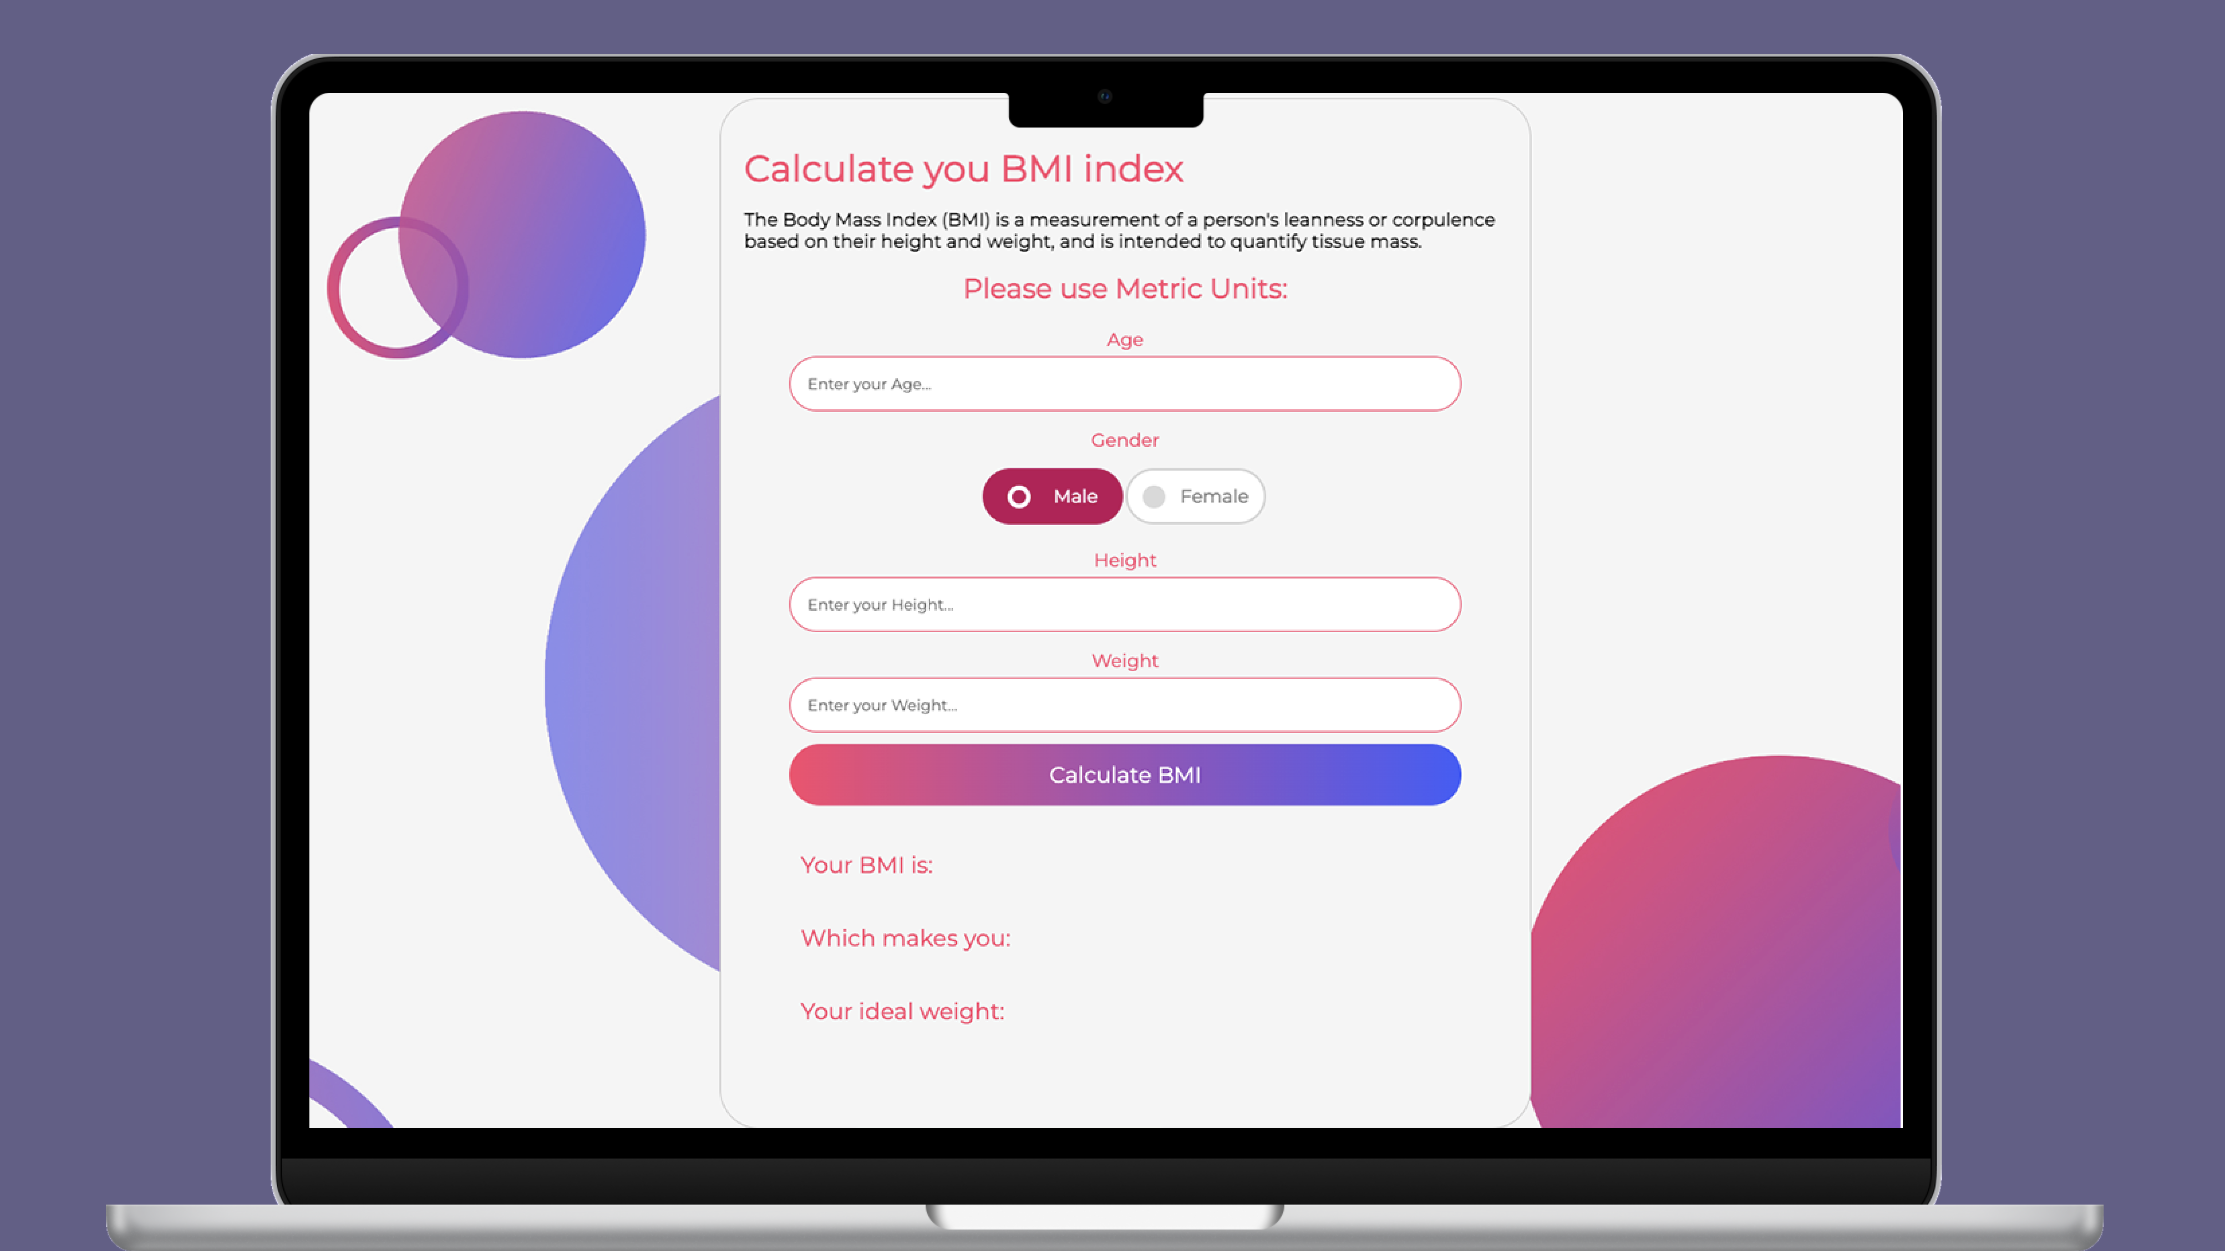 Calculate you BMI index
The Body Mass Index (BMI) is a measurement of a person's leanness or corpulence
based on their height and weight, and is intended to quantify tissue mass.
Please use Metric Units:
Age
Enter your Age...
Gender
Male Female
Height
Enter your Height...
Weight
Enter your Weight...
Calculate BMI
Your BMI is:
Which makes you:
Your ideal weight: